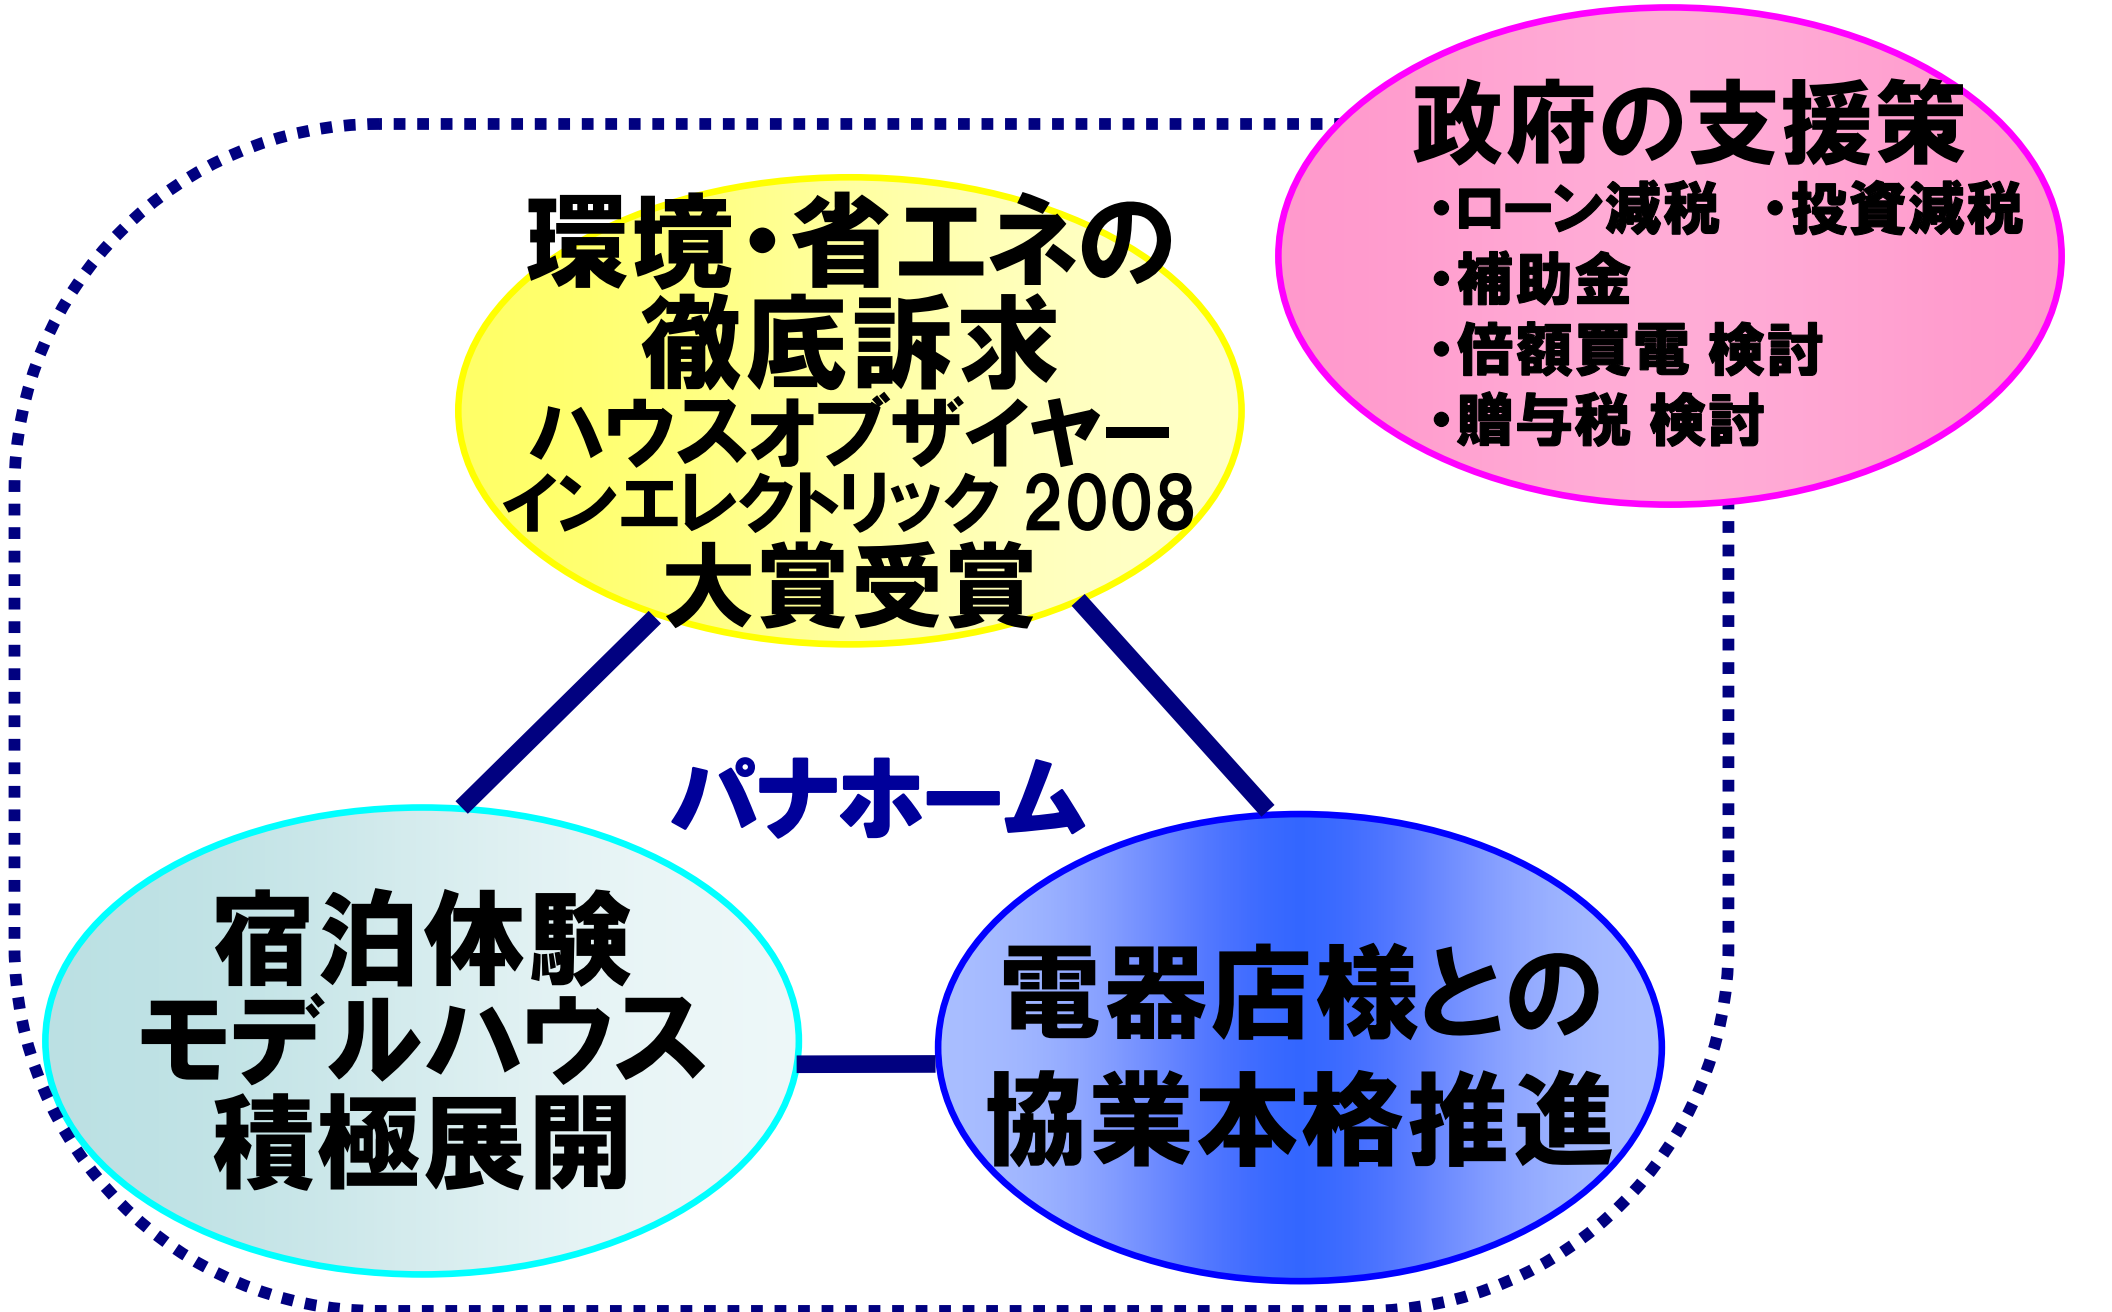 政府の支援策
・ローン減税　・投資減税
・補助金
・倍額買電 検討
・贈与税 検討
環境・省エネの
徹底訴求
ハウスオブザイヤー
インエレクトリック 2008
大賞受賞
パナホーム
宿泊体験
モデルハウス
積極展開
電器店様との
協業本格推進